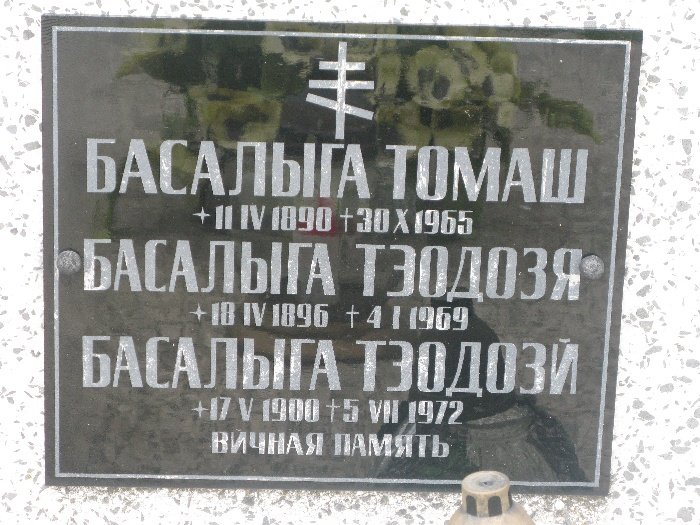 БАСАЛЫГА ТОМАШ
+ 11 IV 1890 + 30 X 1965
БАСАЛЫГА ТЭОДОЗЯ
+ 18 IV 1896 + 4 I 1969
БАСАЛЫГА ТЭОДОЗЙ
+ 17 V 1900 + 5 VII 1972
ВЙЧНАЯ ПАМЯТЬ